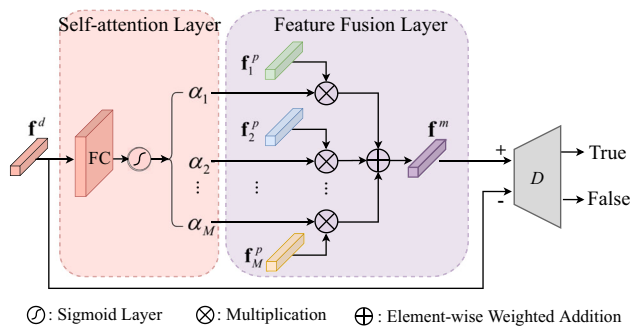 Self-attention Layer
Feature Fusion Layer
f^d
FC
α_1
α_2
⋮ ⋮ ⋮
α_M
f_1^p
f_2^p
f_M^p
f^m
+
-
D
True
False
: Sigmoid Layer
: Multiplication
: Element-wise Weighted Addition